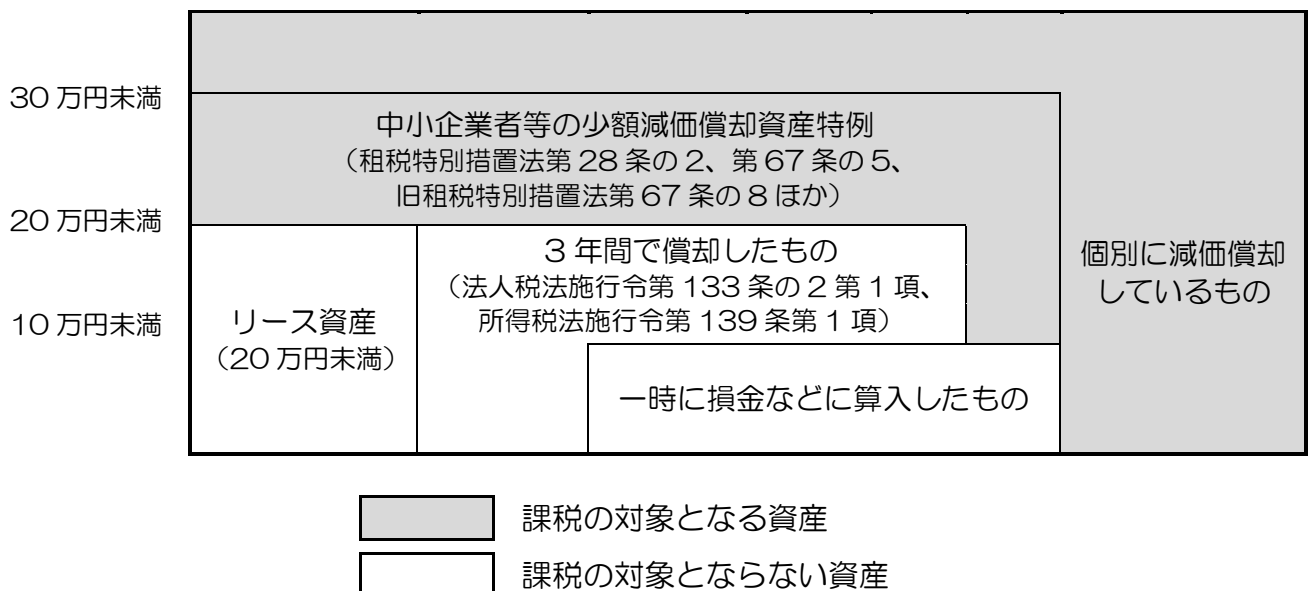 30万円未満
中小企業者等の少額減価償却資産特例
（租税特別措置法第28条の2、第67条の5、
旧租税特別措置法第67条の8ほか）
20万円未満
3年間で償却したもの
（法人税法施行令第133条の2第1項、
所得税法施行令第139条第1項）
個別に減価償却
しているもの
10万円未満
リース資産
（20万円未満）
一時に損金などに算入したもの
課税の対象となる資産
課税の対象とならない資産